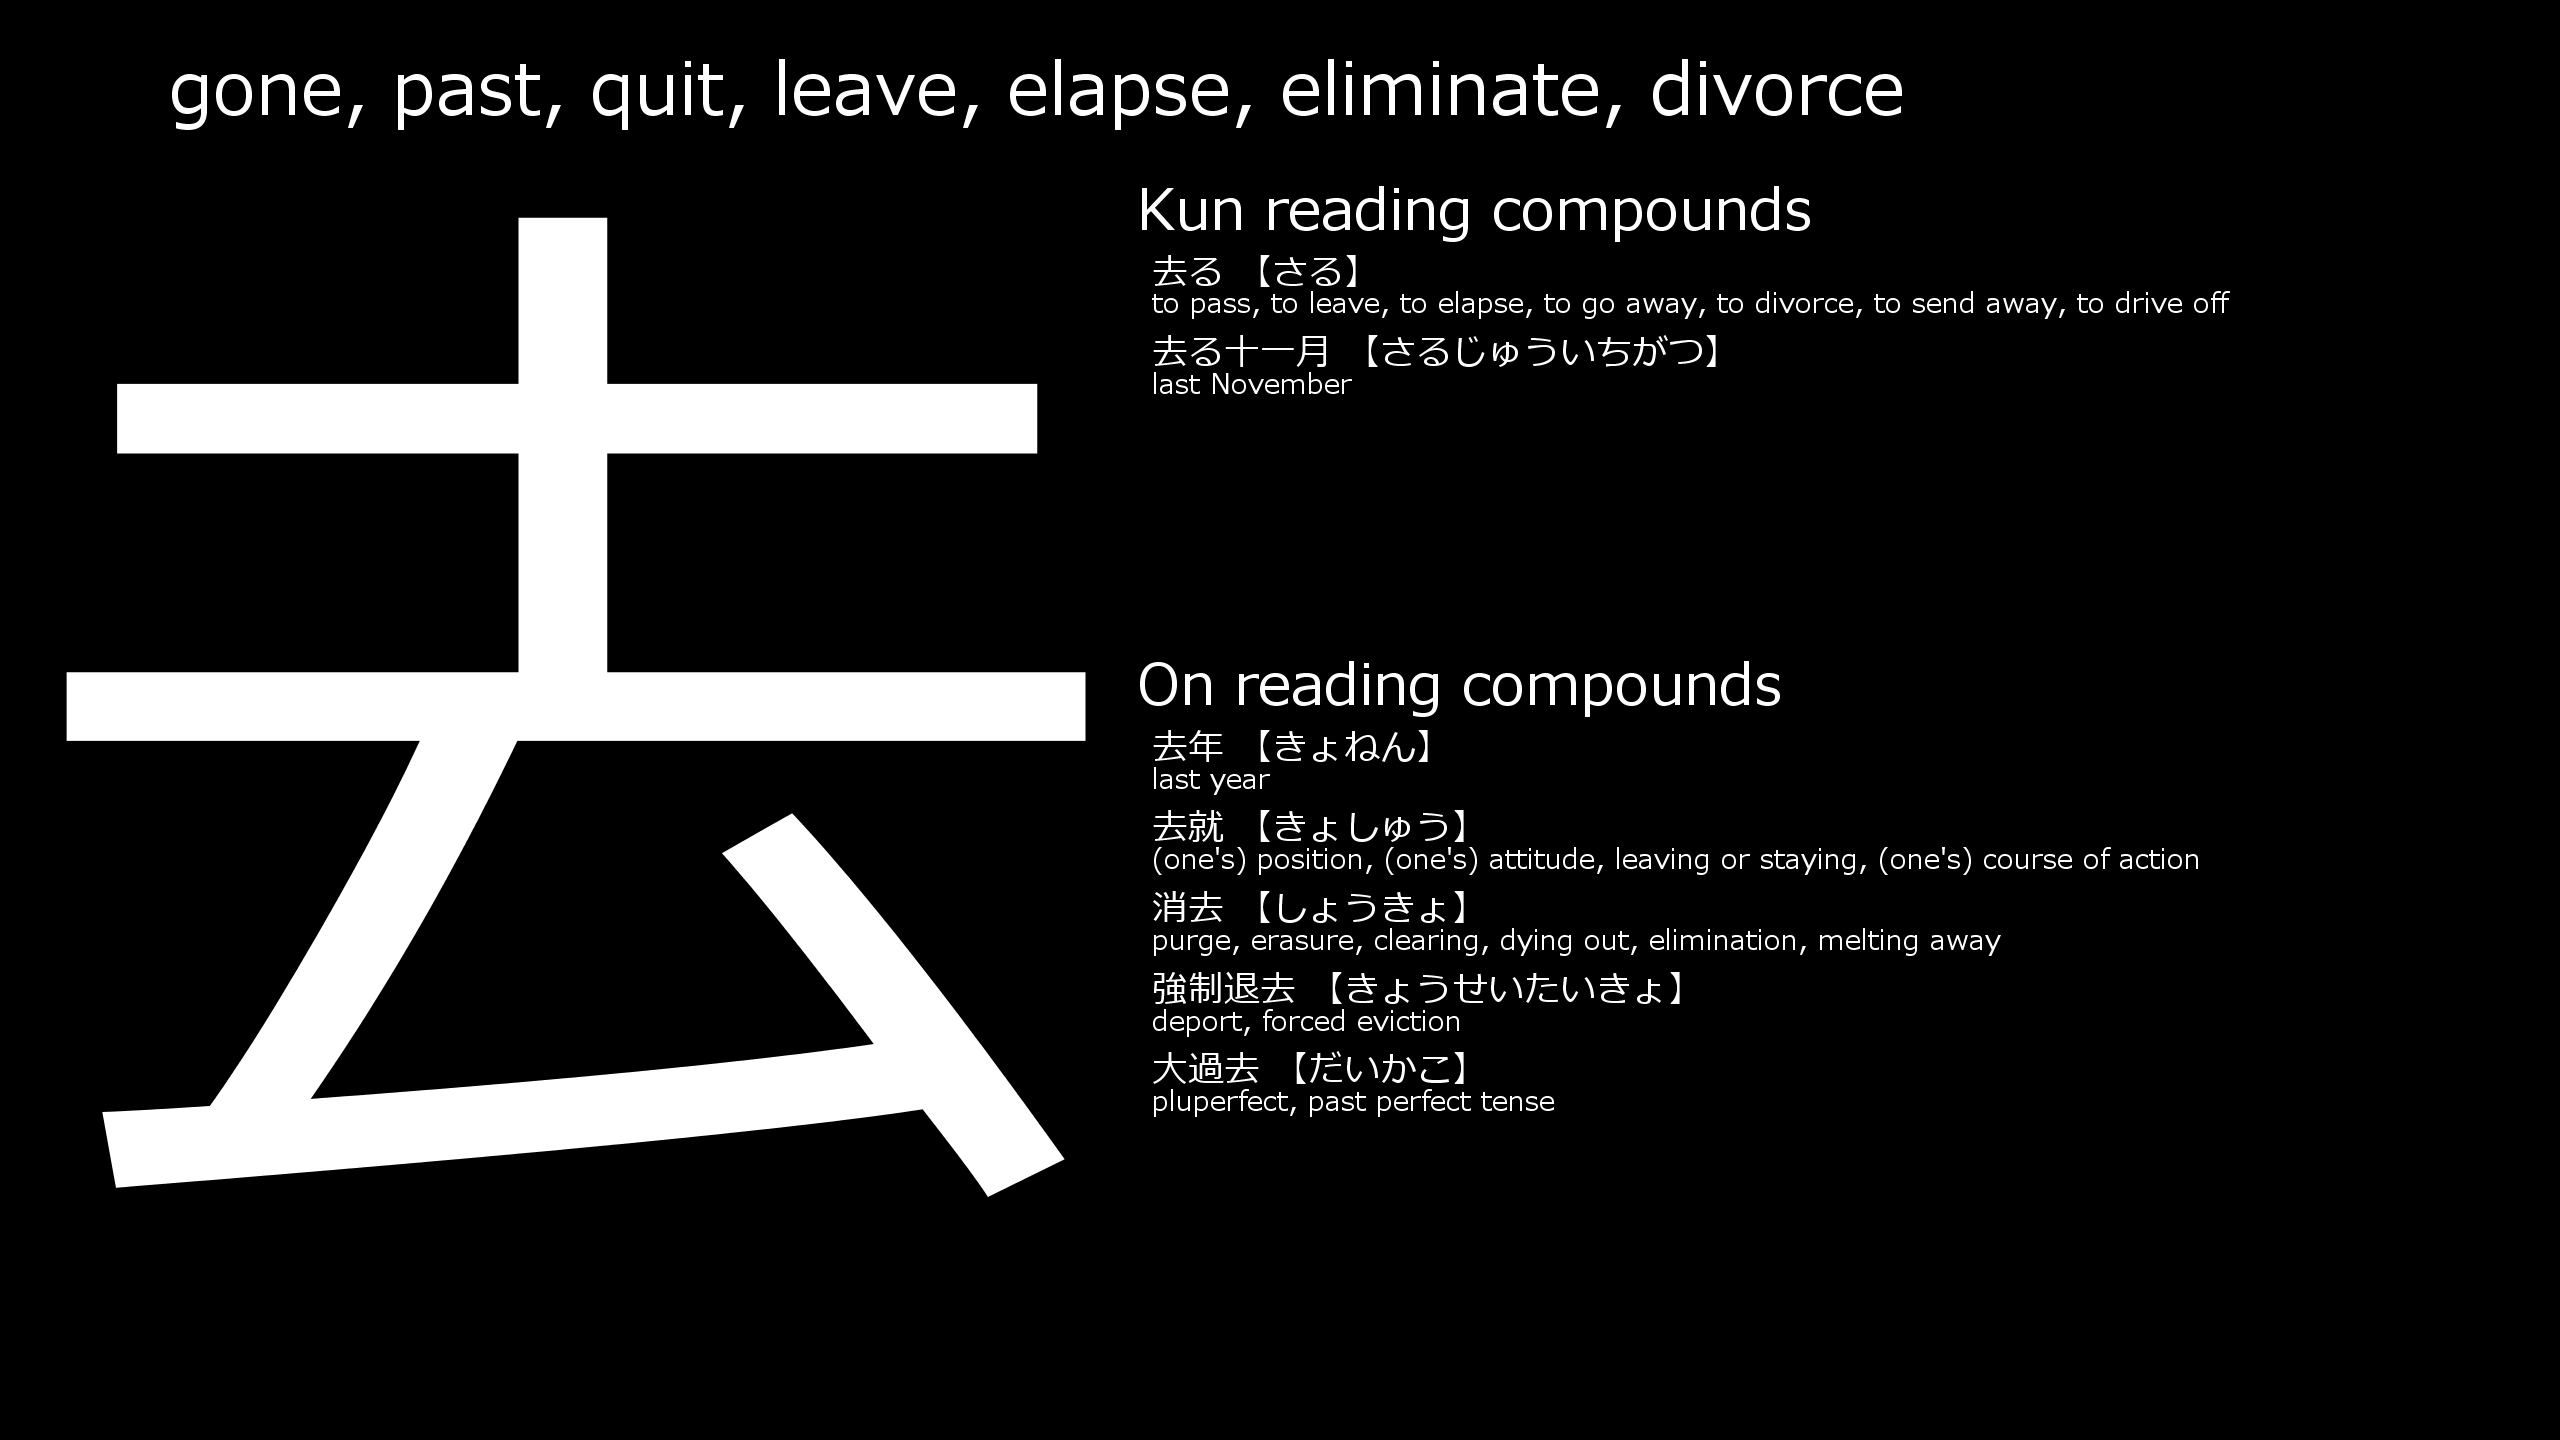 gone, past, quit, leave, elapse, eliminate, divorce
去
Kun reading compounds
去る 【さる】
to pass, to leave, to elapse, to go away, to divorce, to send away, to drive off
去る十一月 【さるじゅういちがつ】
last November
On reading compounds
去年 【きょねん】
last year
去就 【きょしゅう】
(one's) position, (one's) attitude, leaving or staying, (one's) course of action
消去 【しょうきょ】
purge, erasure, clearing, dying out, elimination, melting away
強制退去 【きょうせいたいきょ】
deport, forced eviction
大過去 【だいかこ】
pluperfect, past perfect tense